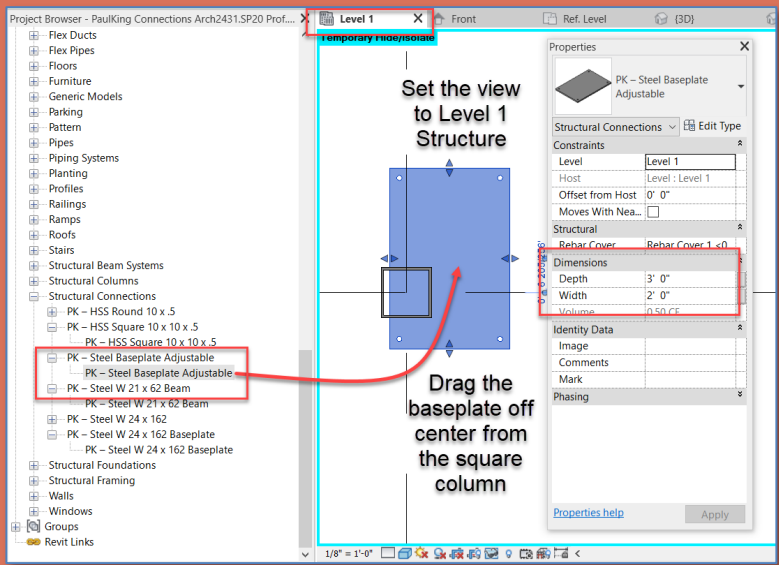 Project Browser - PaulKing Connections Arch2431.SP20 Prof....
Flex Ducts
Flex Pipes
Floors
Furniture
Generic Models
Parking
Pattern
Pipes
Piping Systems
Planting
Profiles
Railings
Ramps
Roofs
Stairs
Structural Beam Systems
Structural Columns
Structural Connections
PK – HSS Round 10 x .5
PK – HSS Square 10 x 10 x .5
PK – HSS Square 10 x 10 x .5
PK – Steel Baseplate Adjustable
PK – Steel Baseplate Adjustable
PK – Steel W 21 x 62 Beam
PK – Steel W 21 x 62 Beam
PK – Steel W 24 x 162
PK – Steel W 24 x 162 Baseplate
PK – Steel W 24 x 162 Baseplate
Structural Foundations
Structural Framing
Walls
Windows
Groups
Revit Links
Level 1
Front
Ref. Level
{3D}
Temporary Hide/Isolate
Set the view
to Level 1
Structure
Drag the
baseplate off
center from
the square
column
1/8" = 1'-0"
Properties
PK – Steel Baseplate
Adjustable
Structural Connections
Edit Type
Constraints
Level Level 1
Host Level : Level 1
Offset from Host 0' 0"
Moves With Nea...
Structural
Rebar Cover Rebar Cover 1 <0
Dimensions
Depth 3' 0"
Width 2' 0"
Volume 0.50 CF
Identity Data
Image
Comments
Mark
Phasing
Properties help
Apply